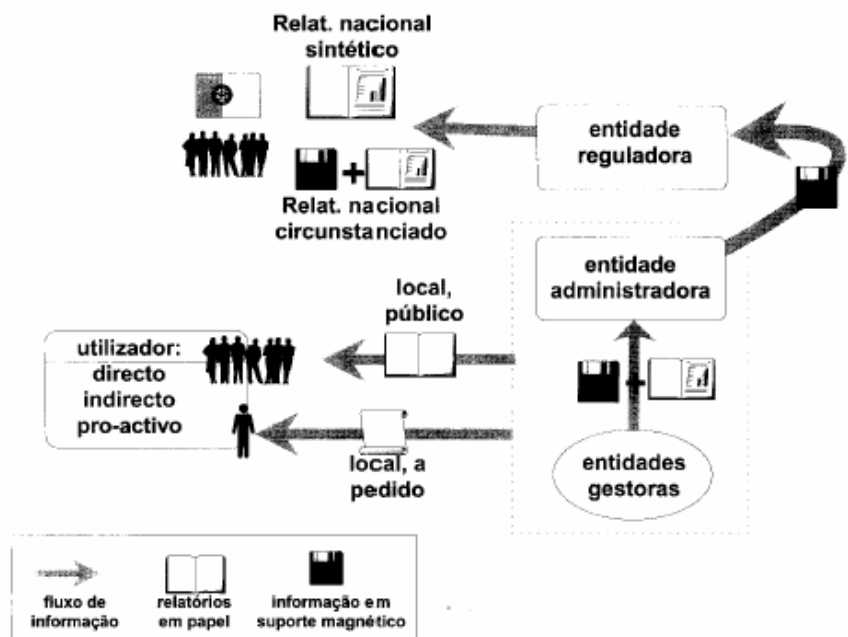 Relat. nacional
sintético
entidade
reguladora
Relat. nacional
circunstanciado
entidade
administradora
local,
público
utilizador:
directo
indirecto
pro-activo
local, a
pedido
entidades
gestoras
fluxo de
informação
relatórios
em papel
informação em
suporte magnético